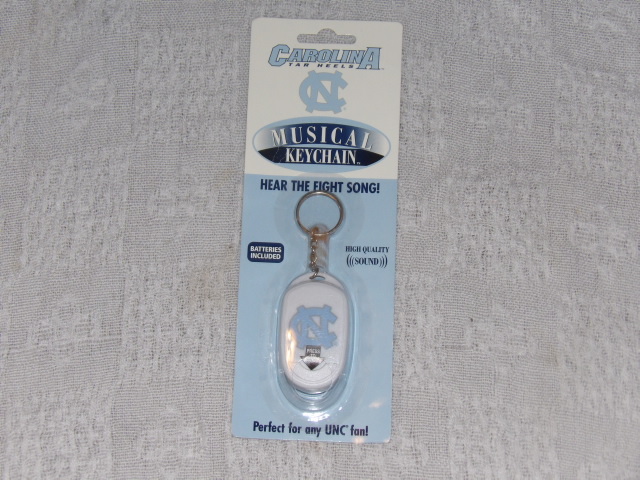 CAROLINA
TAR HEELS
NC
MUSICAL
KEYCHAIN™
HEAR THE FIGHT SONG!
BATTERIES
INCLUDED
HIGH QUALITY
(((SOUND)))
NC
Perfect for any UNC® fan!